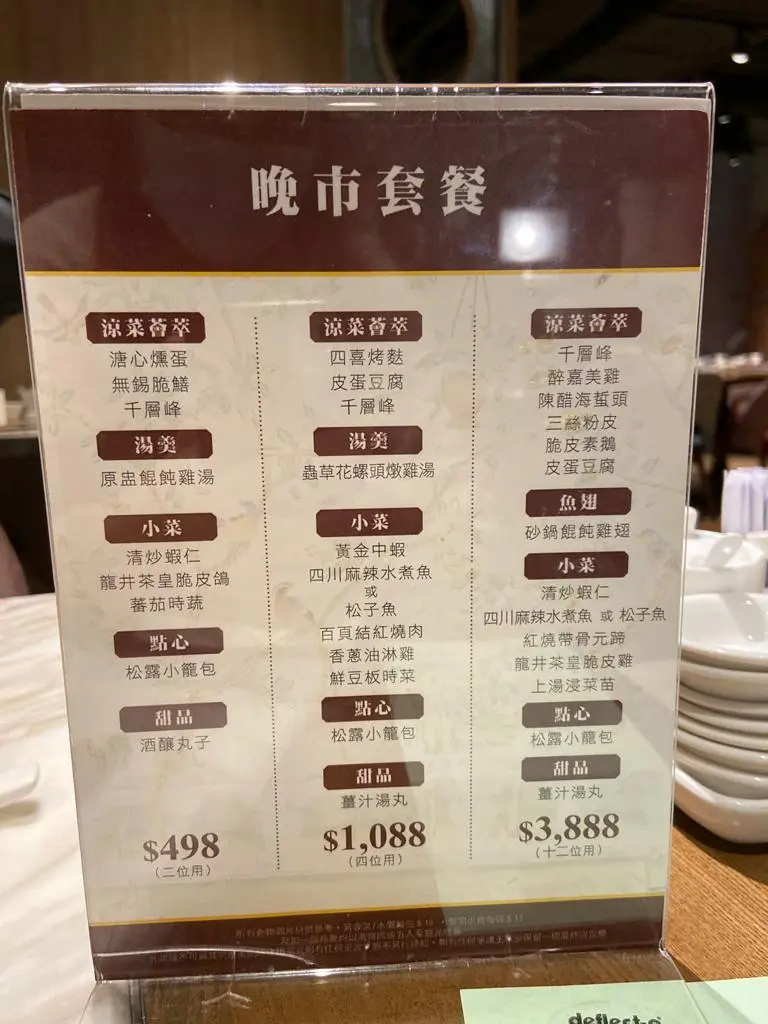 晚市套餐
涼菜薈萃
溏心燻蛋
無錫脆鱔
千層峰
湯羹
原盅餛飩雞湯
小菜
清炒蝦仁
龍井茶皇脆皮鴿
蕃茄時蔬
點心
松露小籠包
甜品
酒釀丸子
$498
(二位用)
涼菜薈萃
四喜烤麩
皮蛋豆腐
千層峰
湯羹
蟲草花螺頭燉雞湯
小菜
黃金中蝦
四川麻辣水煮魚
或
松子魚
百頁結紅燒肉
香蔥油淋雞
鮮豆板時菜
點心
松露小籠包
甜品
薑汁湯丸
$1,088
(四位用)
涼菜薈萃
千層峰
醉嘉美雞
陳醋海蜇頭
三絲粉皮
脆皮素鵝
皮蛋豆腐
魚翅
砂鍋餛飩雞翅
小菜
清炒蝦仁
四川麻辣水煮魚 或 松子魚
紅燒帶骨元蹄
龍井茶皇脆皮雞
上湯浸菜苗
點心
松露小籠包
甜品
薑汁湯丸
$3,888
(十二位用)
deflecto